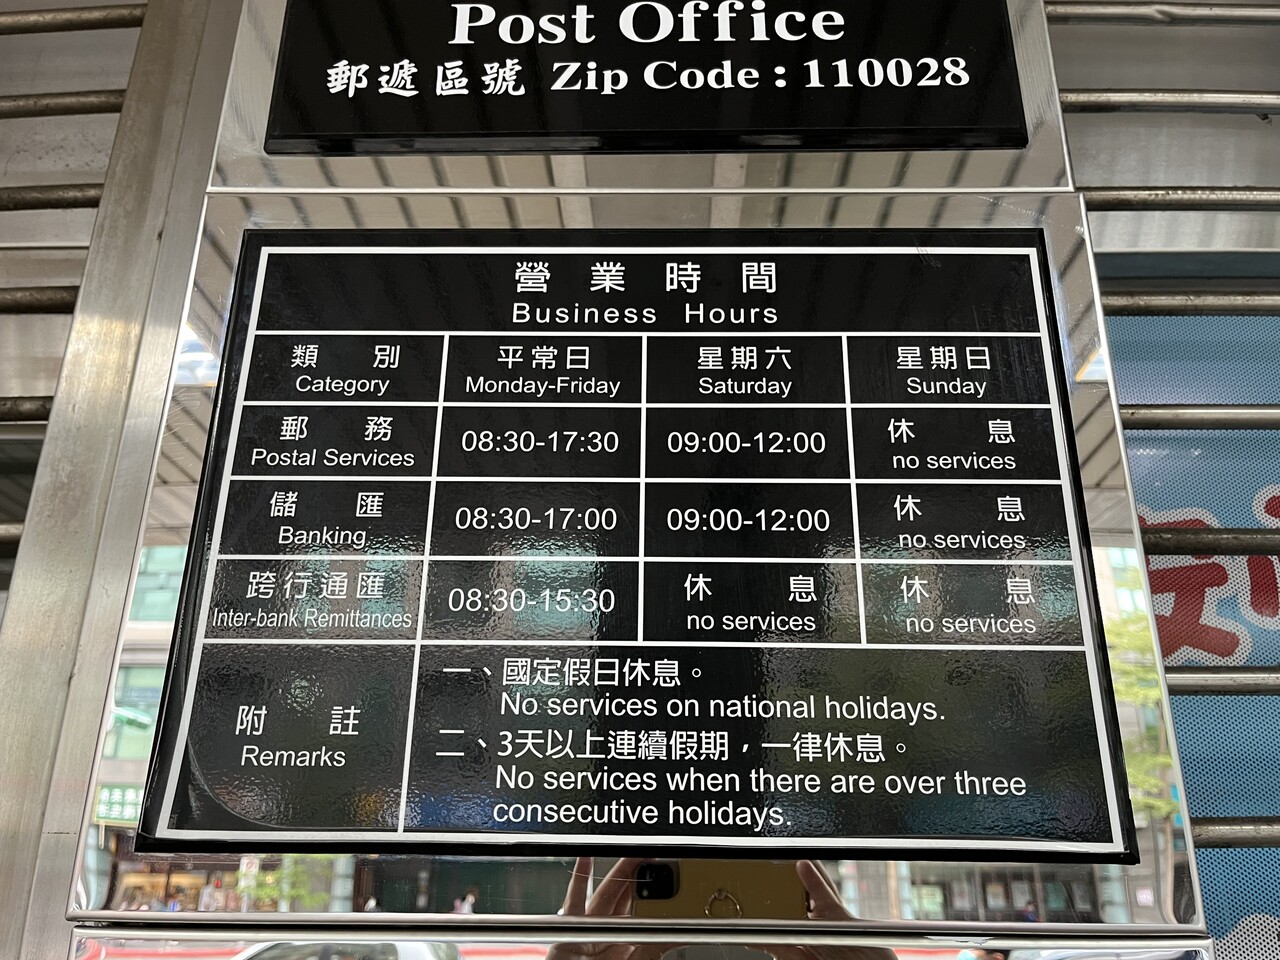 Post Office
郵遞區號 Zip Code : 110028
營業時間
Business Hours
類別 平常日 星期六 星期日
Category Monday-Friday Saturday Sunday
郵務 08:30-17:30 09:00-12:00 休息
Postal Services no services
儲匯 08:30-17:00 09:00-12:00 休息
Banking no services
跨行通匯 08:30-15:30 休息 休息
Inter-bank Remittances no services no services
附註
Remarks
一、國定假日休息。
No services on national holidays.
二、3天以上連續假期，一律休息。
No services when there are over three
consecutive holidays.